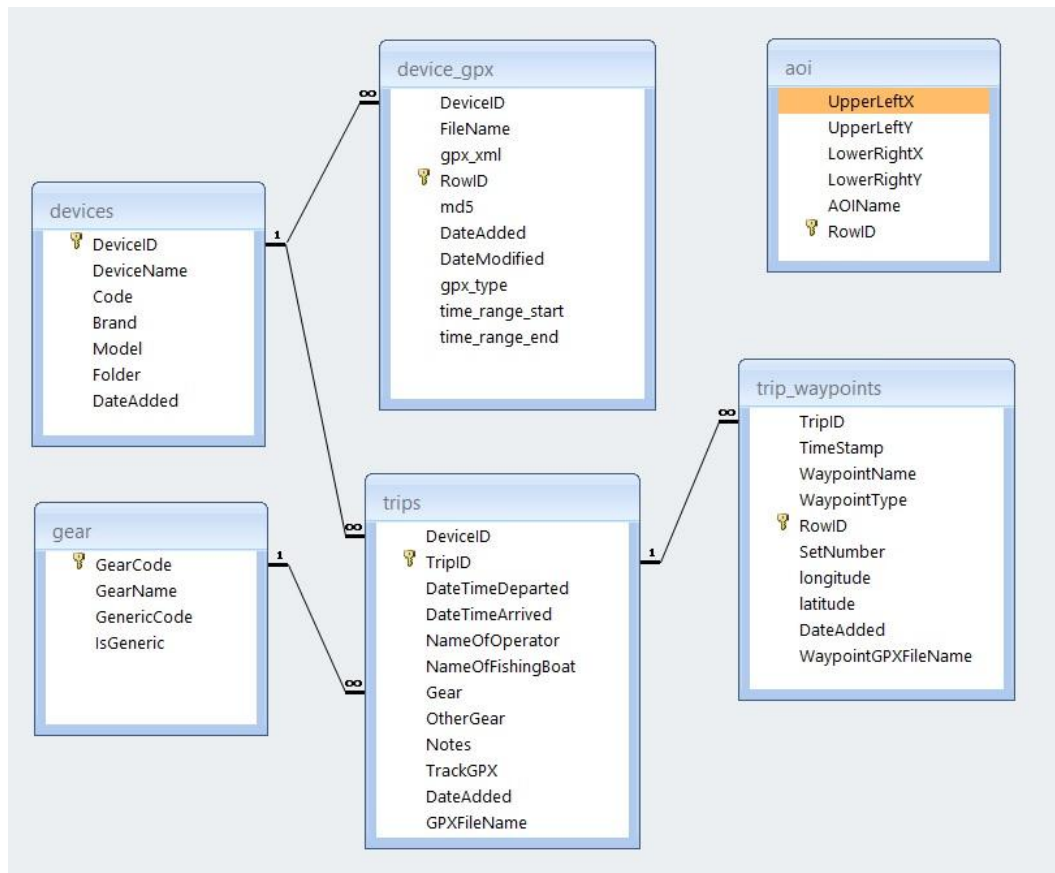 device_gpx
DeviceID
FileName
gpx_xml
RowID
md5
DateAdded
DateModified
gpx_type
time_range_start
time_range_end
aoi
UpperLeftX
UpperLeftY
LowerRightX
LowerRightY
AOIName
RowID
devices
DeviceID
DeviceName
Code
Brand
Model
Folder
DateAdded
trip_waypoints
TripID
TimeStamp
WaypointName
WaypointType
RowID
SetNumber
longitude
latitude
DateAdded
WaypointGPXFileName
gear
GearCode
GearName
GenericCode
IsGeneric
trips
DeviceID
TripID
DateTimeDeparted
DateTimeArrived
NameOfOperator
NameOfFishingBoat
Gear
OtherGear
Notes
TrackGPX
DateAdded
GPXFileName
∞
1
∞
1
∞
1
∞